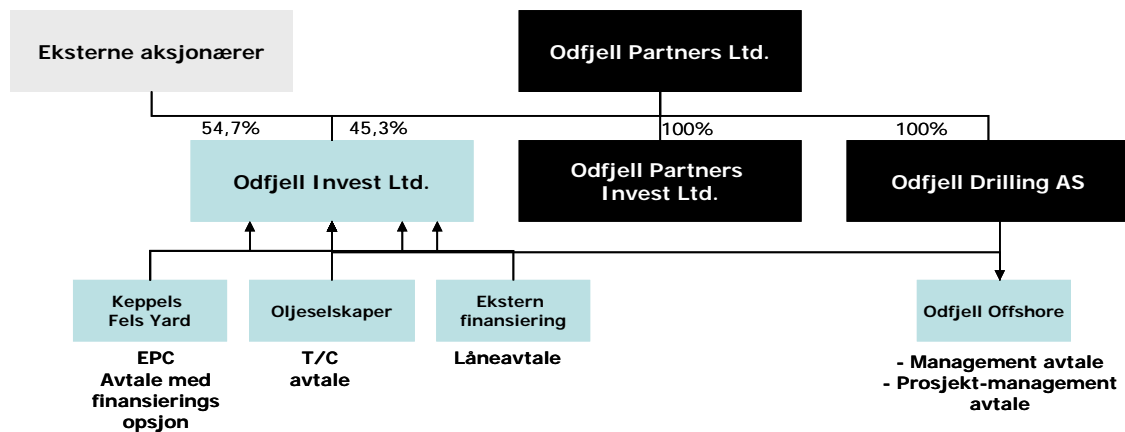 Eksterne aksjonærer
Odfjell Partners Ltd.
54,7%
45,3%
100%
100%
Odfjell Invest Ltd.
Odfjell Partners
Invest Ltd.
Odfjell Drilling AS
Keppels
Fels Yard
Oljeselskaper
Ekstern
finansiering
Odfjell Offshore
EPC
Avtale med
finansierings
opsjon
T/C
avtale
Låneavtale
- Management avtale
- Prosjekt-management
avtale